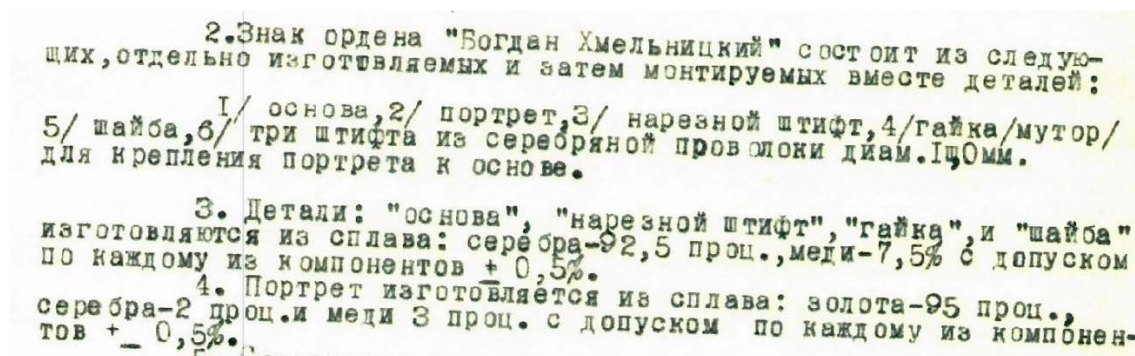 2.Знак ордена "Богдан Хмельницкий" состоит из следую-
щих,отдельно изготовляемых и затем монтируемых вместе деталей:
I/ основа,2/ портрет,3/ нарезной штифт,4/гайка/мутор/
5/ шайба,6/ три штифта из серебряной проволоки диам.I,0мм.
для крепления портрета к основе.
3. Детали: "основа", "нарезной штифт","гайка",и "шайба"
изготовляются из сплава: серебра-92,5 проц.,меди-7,5% с допуском
по каждому из компонентов ± 0,5%.
4. Портрет изготовляется из сплава: золота-95 проц.,
серебра-2 проц.и меди 3 проц. с допуском по каждому из компонен-
тов +_ 0,5%.